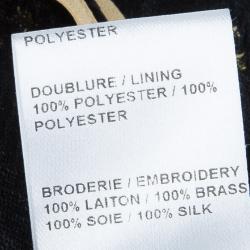 POLYESTER
DOUBLURE / LINING
100% POLYESTER / 100%
POLYESTER
BRODERIE / EMBROIDERY
100% LAITON / 100% BRASS
100% SOIE / 100% SILK